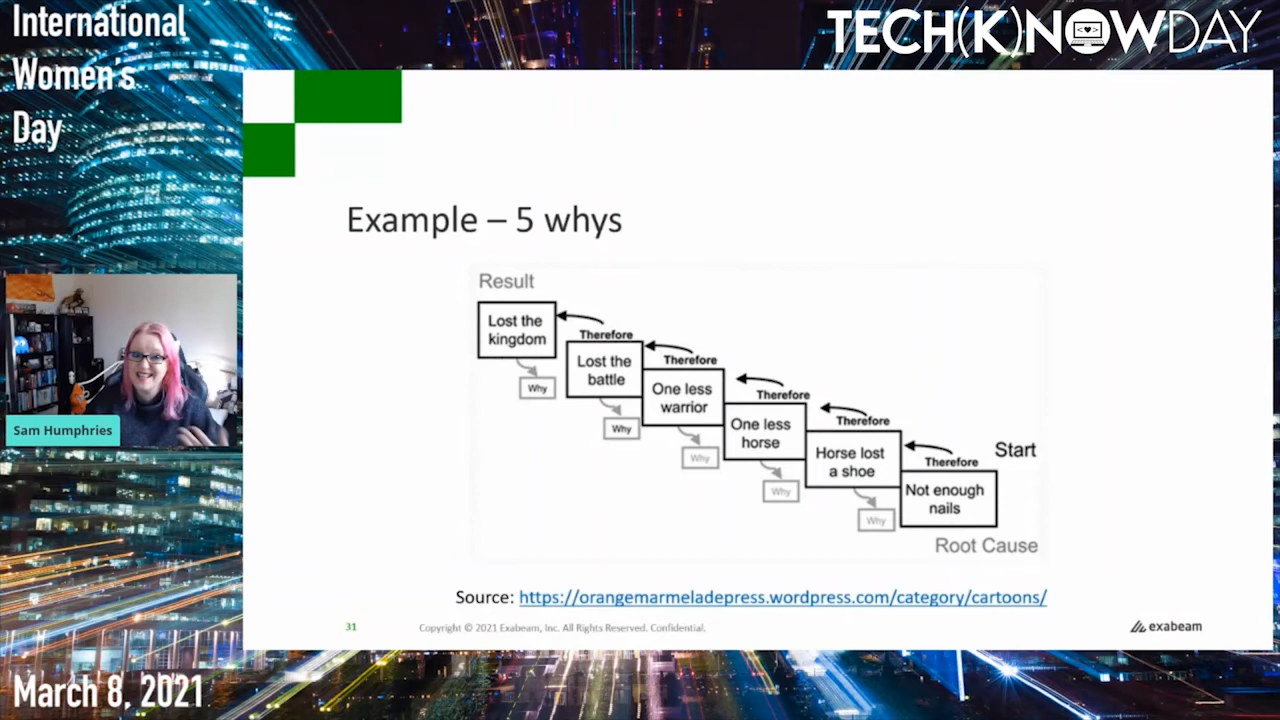 International
Women's
Day
TECH(K)NOWDAY
Example – 5 whys
Result
Lost the
kingdom
Therefore
Why
Lost the
battle
Therefore
Why
One less
warrior
Therefore
Why
One less
horse
Therefore
Why
Horse lost
a shoe
Therefore
Why
Start
Not enough
nails
Root Cause
Source: https://orangemarmeladepress.wordpress.com/category/cartoons/
31
Copyright © 2021 Exabeam, Inc. All Rights Reserved. Confidential.
exabeam
Sam Humphries
March 8, 2021